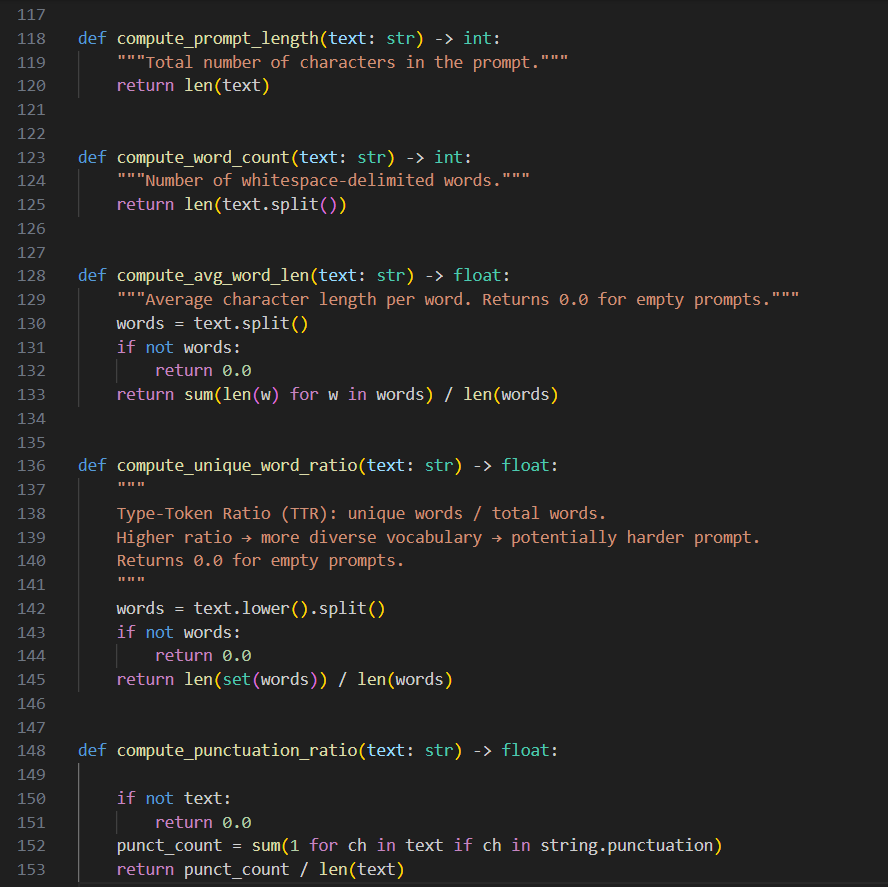 117
118 def compute_prompt_length(text: str) -> int:
119     """Total number of characters in the prompt."""
120     return len(text)
121
122
123 def compute_word_count(text: str) -> int:
124     """Number of whitespace-delimited words."""
125     return len(text.split())
126
127
128 def compute_avg_word_len(text: str) -> float:
129     """Average character length per word. Returns 0.0 for empty prompts."""
130     words = text.split()
131     if not words:
132         return 0.0
133     return sum(len(w) for w in words) / len(words)
134
135
136 def compute_unique_word_ratio(text: str) -> float:
137     """
138     Type-Token Ratio (TTR): unique words / total words.
139     Higher ratio → more diverse vocabulary → potentially harder prompt.
140     Returns 0.0 for empty prompts.
141     """
142     words = text.lower().split()
143     if not words:
144         return 0.0
145     return len(set(words)) / len(words)
146
147
148 def compute_punctuation_ratio(text: str) -> float:
149
150     if not text:
151         return 0.0
152     punct_count = sum(1 for ch in text if ch in string.punctuation)
153     return punct_count / len(text)